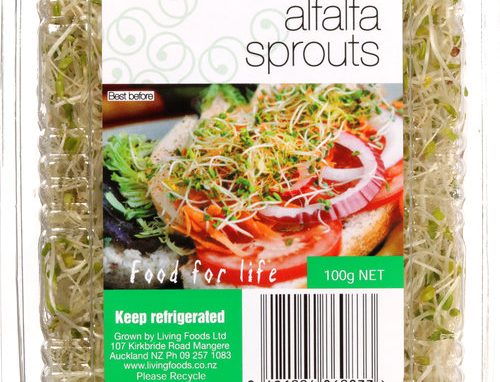 alfalfa
sprouts
Best before
Food for life
100g NET
Keep refrigerated
Grown by Living Foods Ltd
107 Kirkbride Road Mangere
Auckland NZ Ph 09 257 1083
www.livingfoods.co.nz
Please Recycle